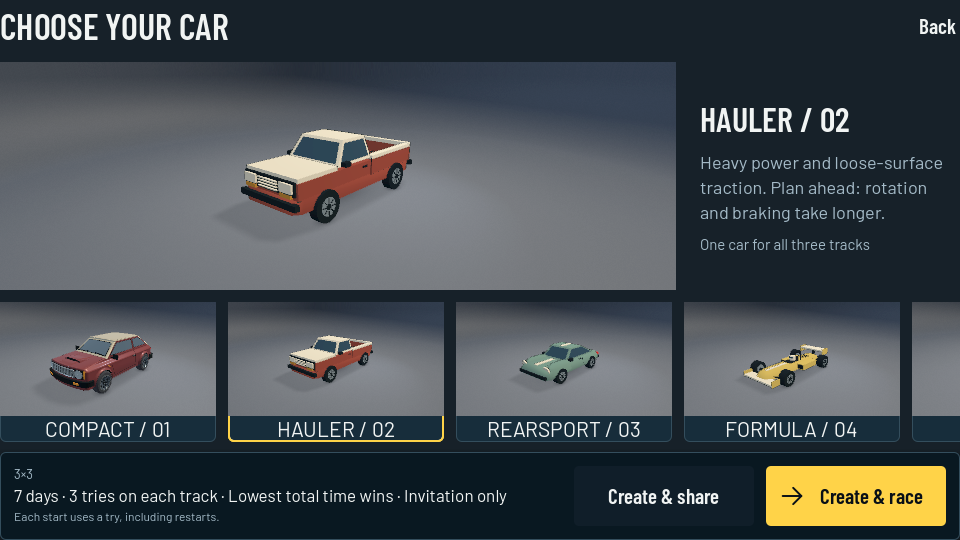 CHOOSE YOUR CAR
Back
HAULER / 02
Heavy power and loose-surface
traction. Plan ahead: rotation
and braking take longer.
One car for all three tracks
COMPACT / 01
HAULER / 02
REARSPORT / 03
FORMULA / 04
3×3
7 days · 3 tries on each track · Lowest total time wins · Invitation only
Each start uses a try, including restarts.
Create & share
Create & race